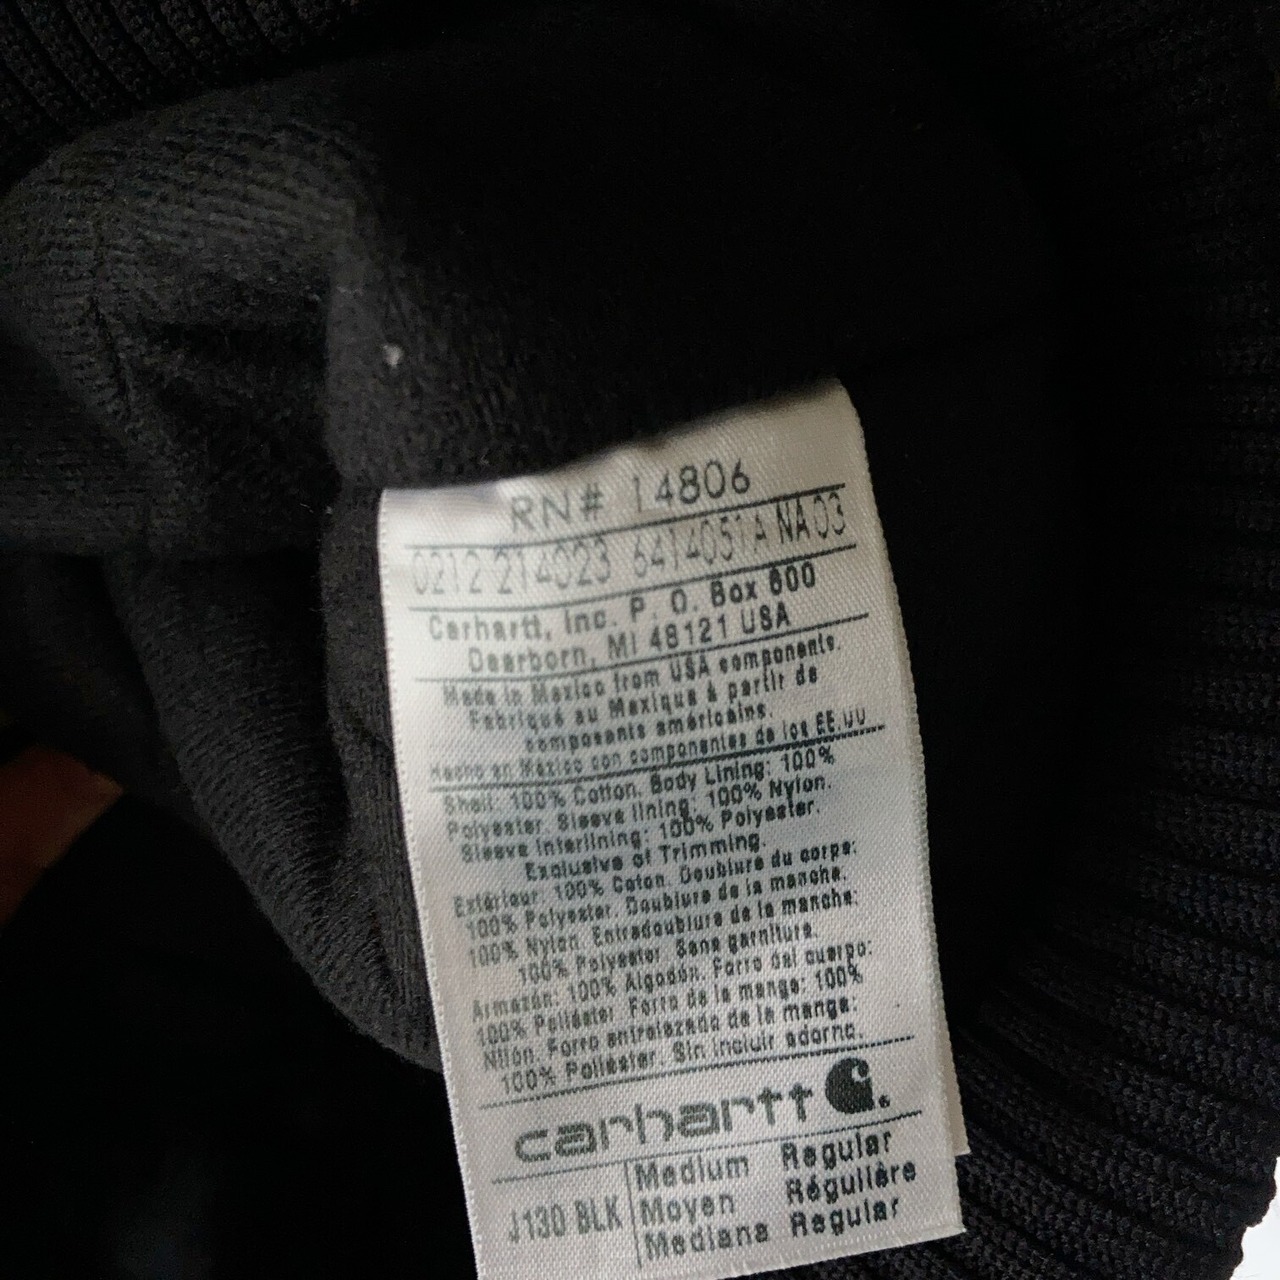 RN# 14806
0212 214023 6414051A NA 03
Carhartt, Inc. P. O. Box 600
Dearborn, MI 48121 USA
Made in Mexico from USA components.
Fabriqué au Mexique à partir de
composants américains.
Hecho en México con componentes de los EE.UU
Shell: 100% Cotton. Body Lining: 100%
Polyester. Sleeve lining: 100% Nylon.
Sleeve Interlining: 100% Polyester.
Exclusive of Trimming.
Extérieur: 100% Coton. Doublure du corps:
100% Polyester. Doublure de la manche.
100% Nylon. Entredoublure de la manche:
100% Polyester. Sans garniture.
Armazón: 100% Algodón. Forro del cuerpo:
100% Poliéster. Forro de la manga: 100%
Nilón. Forro entrelazado de la manga:
100% Poliéster. Sin incluir adorno.
carhartt
J130 BLK
Medium Regular
Moyen Régulière
Mediana Regular